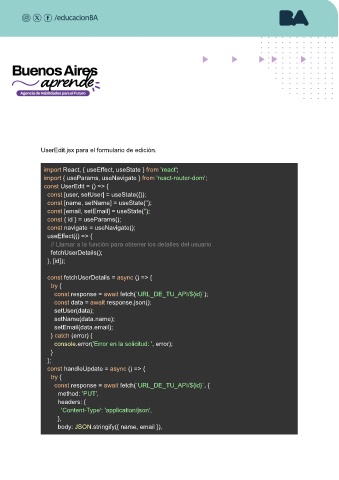 /educacionBA
BA
Buenos Aires
aprende
Agencia de Habilidades para el Futuro
UserEdit.jsx para el formulario de edición.
import React, { useEffect, useState } from 'react';
import { useParams, useNavigate } from 'react-router-dom';
const UserEdit = () => {
const [user, setUser] = useState({});
const [name, setName] = useState('');
const [email, setEmail] = useState('');
const { id } = useParams();
const navigate = useNavigate();
useEffect(() => {
// Llamar a la función para obtener los detalles del usuario
fetchUserDetails();
}, [id]);
const fetchUserDetails = async () => {
try {
const response = await fetch(`URL_DE_TU_API/${id}`);
const data = await response.json();
setUser(data);
setName(data.name);
setEmail(data.email);
} catch (error) {
console.error('Error en la solicitud: ', error);
}
};
const handleUpdate = async () => {
try {
const response = await fetch(`URL_DE_TU_API/${id}`, {
method: 'PUT',
headers: {
'Content-Type': 'application/json',
},
body: JSON.stringify({ name, email }),